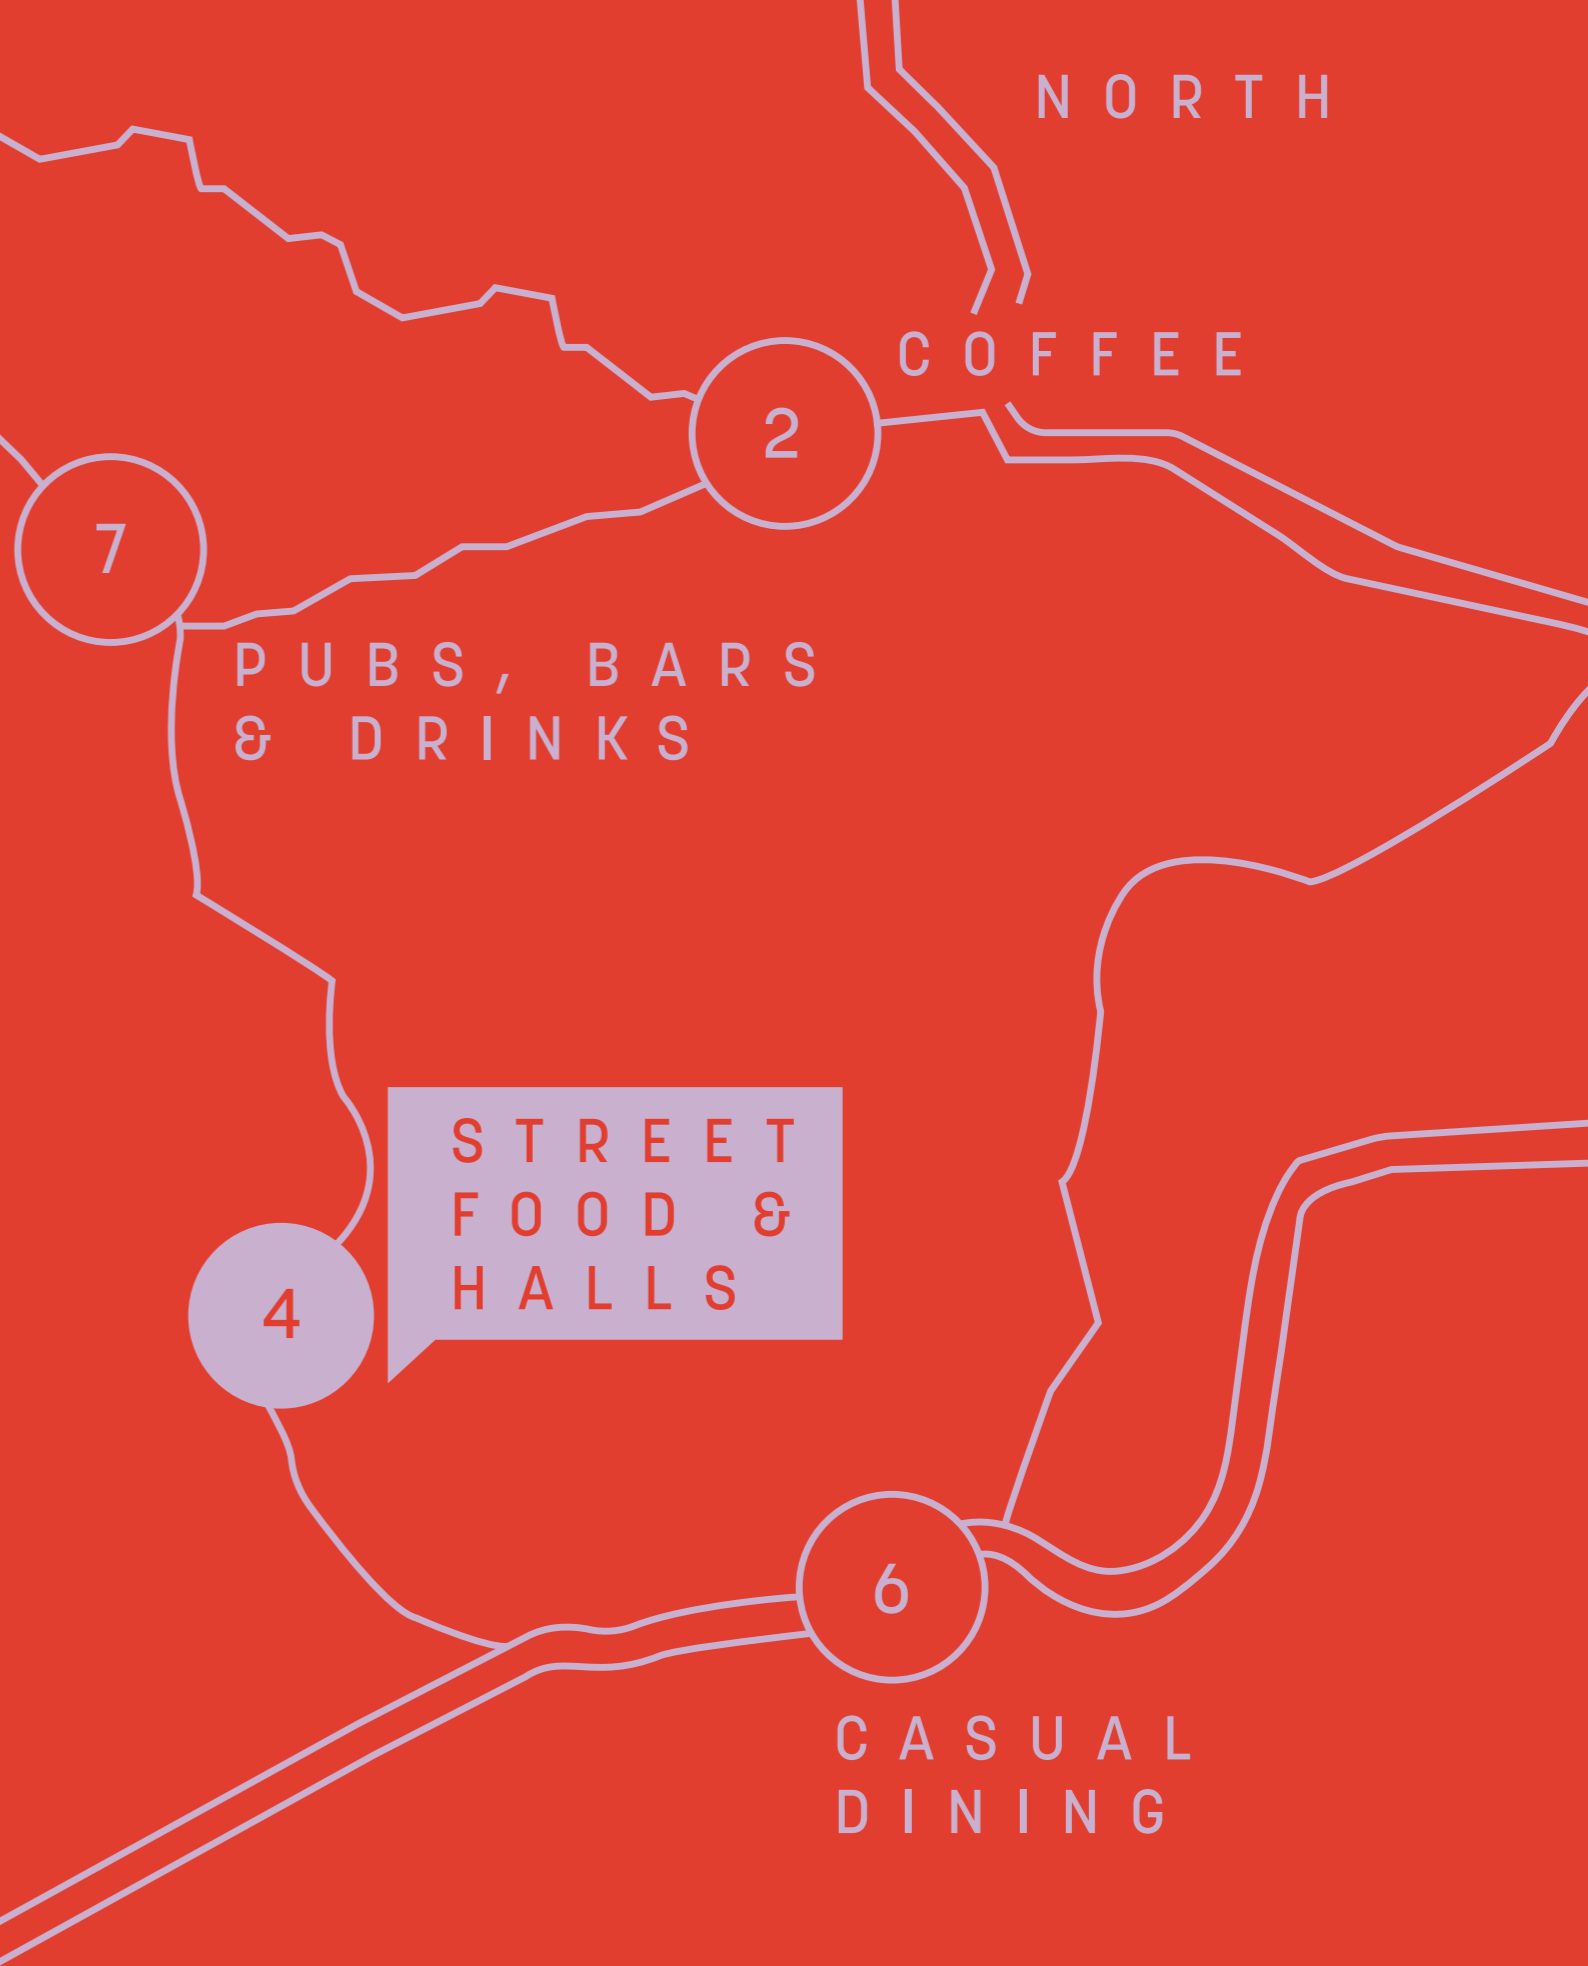 NORTH
COFFEE
2
7
PUBS, BARS
& DRINKS
STREET
FOOD &
HALLS
4
6
CASUAL
DINING